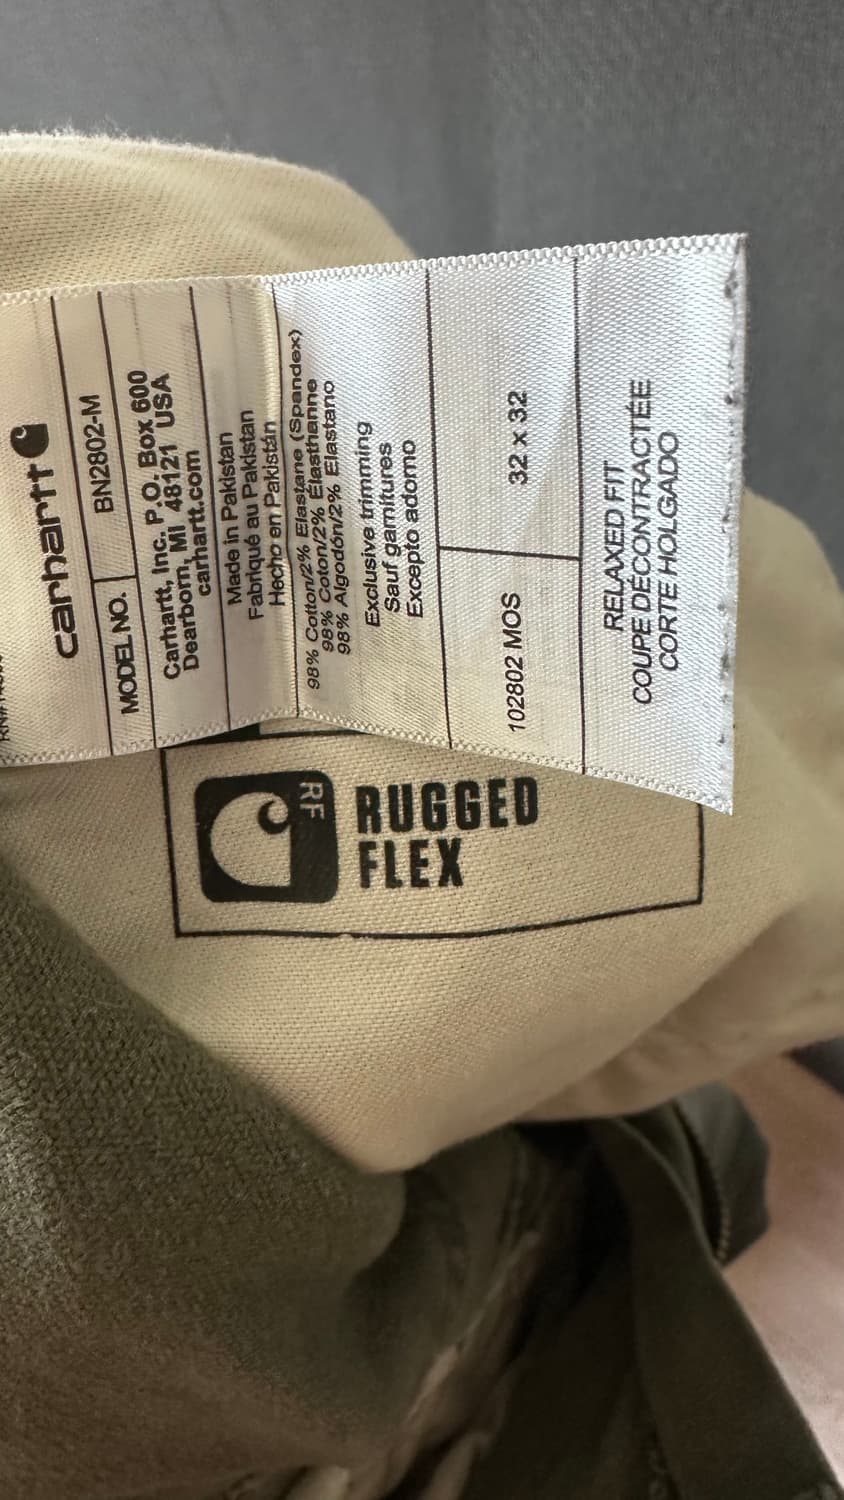 carhartt
MODEL NO.
BN2802-M
Carhartt, Inc., P.O. Box 600
Dearborn, MI 48121 USA
carhartt.com
Made in Pakistan
Fabriqué au Pakistan
Hecho en Pakistán
98% Cotton/2% Elastane (Spandex)
98% Coton/2% Élasthanne
98% Algodón/2% Elastano
Exclusive trimming
Sauf garnitures
Excepto adorno
102802 MOS
32 x 32
RELAXED FIT
COUPE DÉCONTRACTÉE
CORTE HOLGADO
RF
RUGGED
FLEX